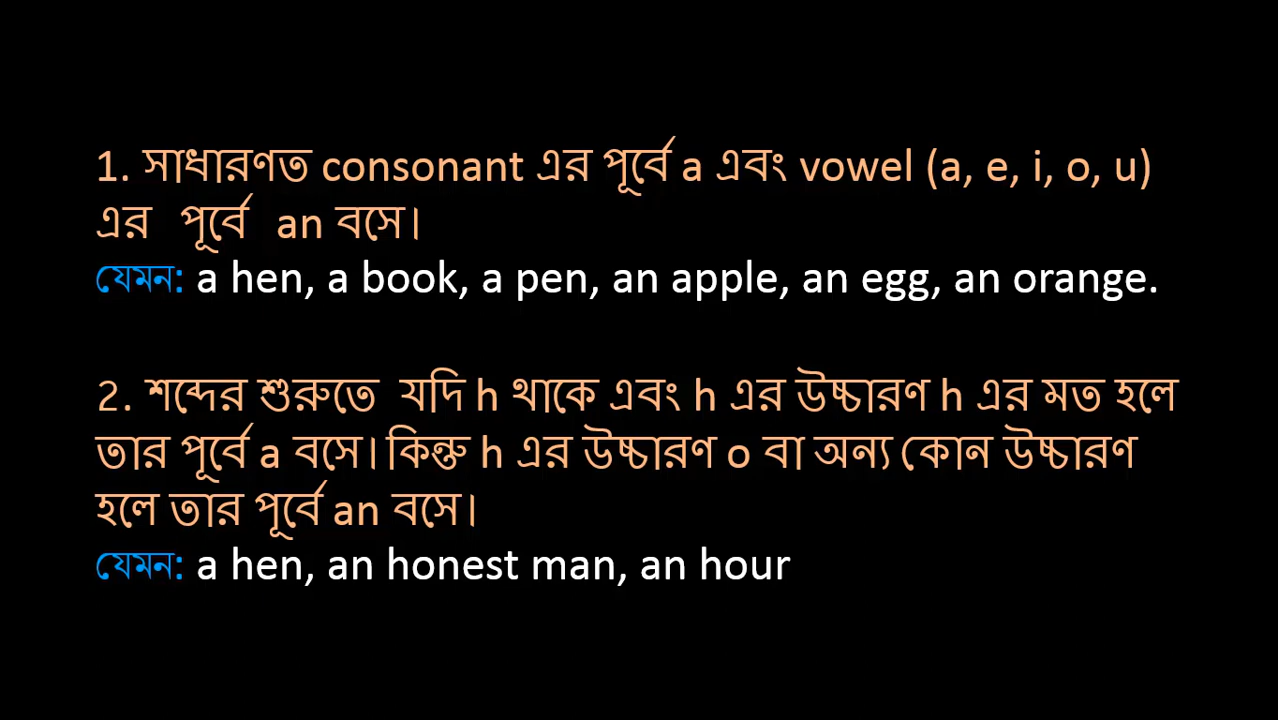 1. সাধারণত consonant এর পূর্বে a এবং vowel (a, e, i, o, u)
এর পূর্বে an বসে।
যেমন: a hen, a book, a pen, an apple, an egg, an orange.
2. শব্দের শুরুতে যদি h থাকে এবং h এর উচ্চারণ h এর মত হলে
তার পূর্বে a বসে। কিন্তু h এর উচ্চারণ o বা অন্য কোন উচ্চারণ
হলে তার পূর্বে an বসে।
যেমন: a hen, an honest man, an hour